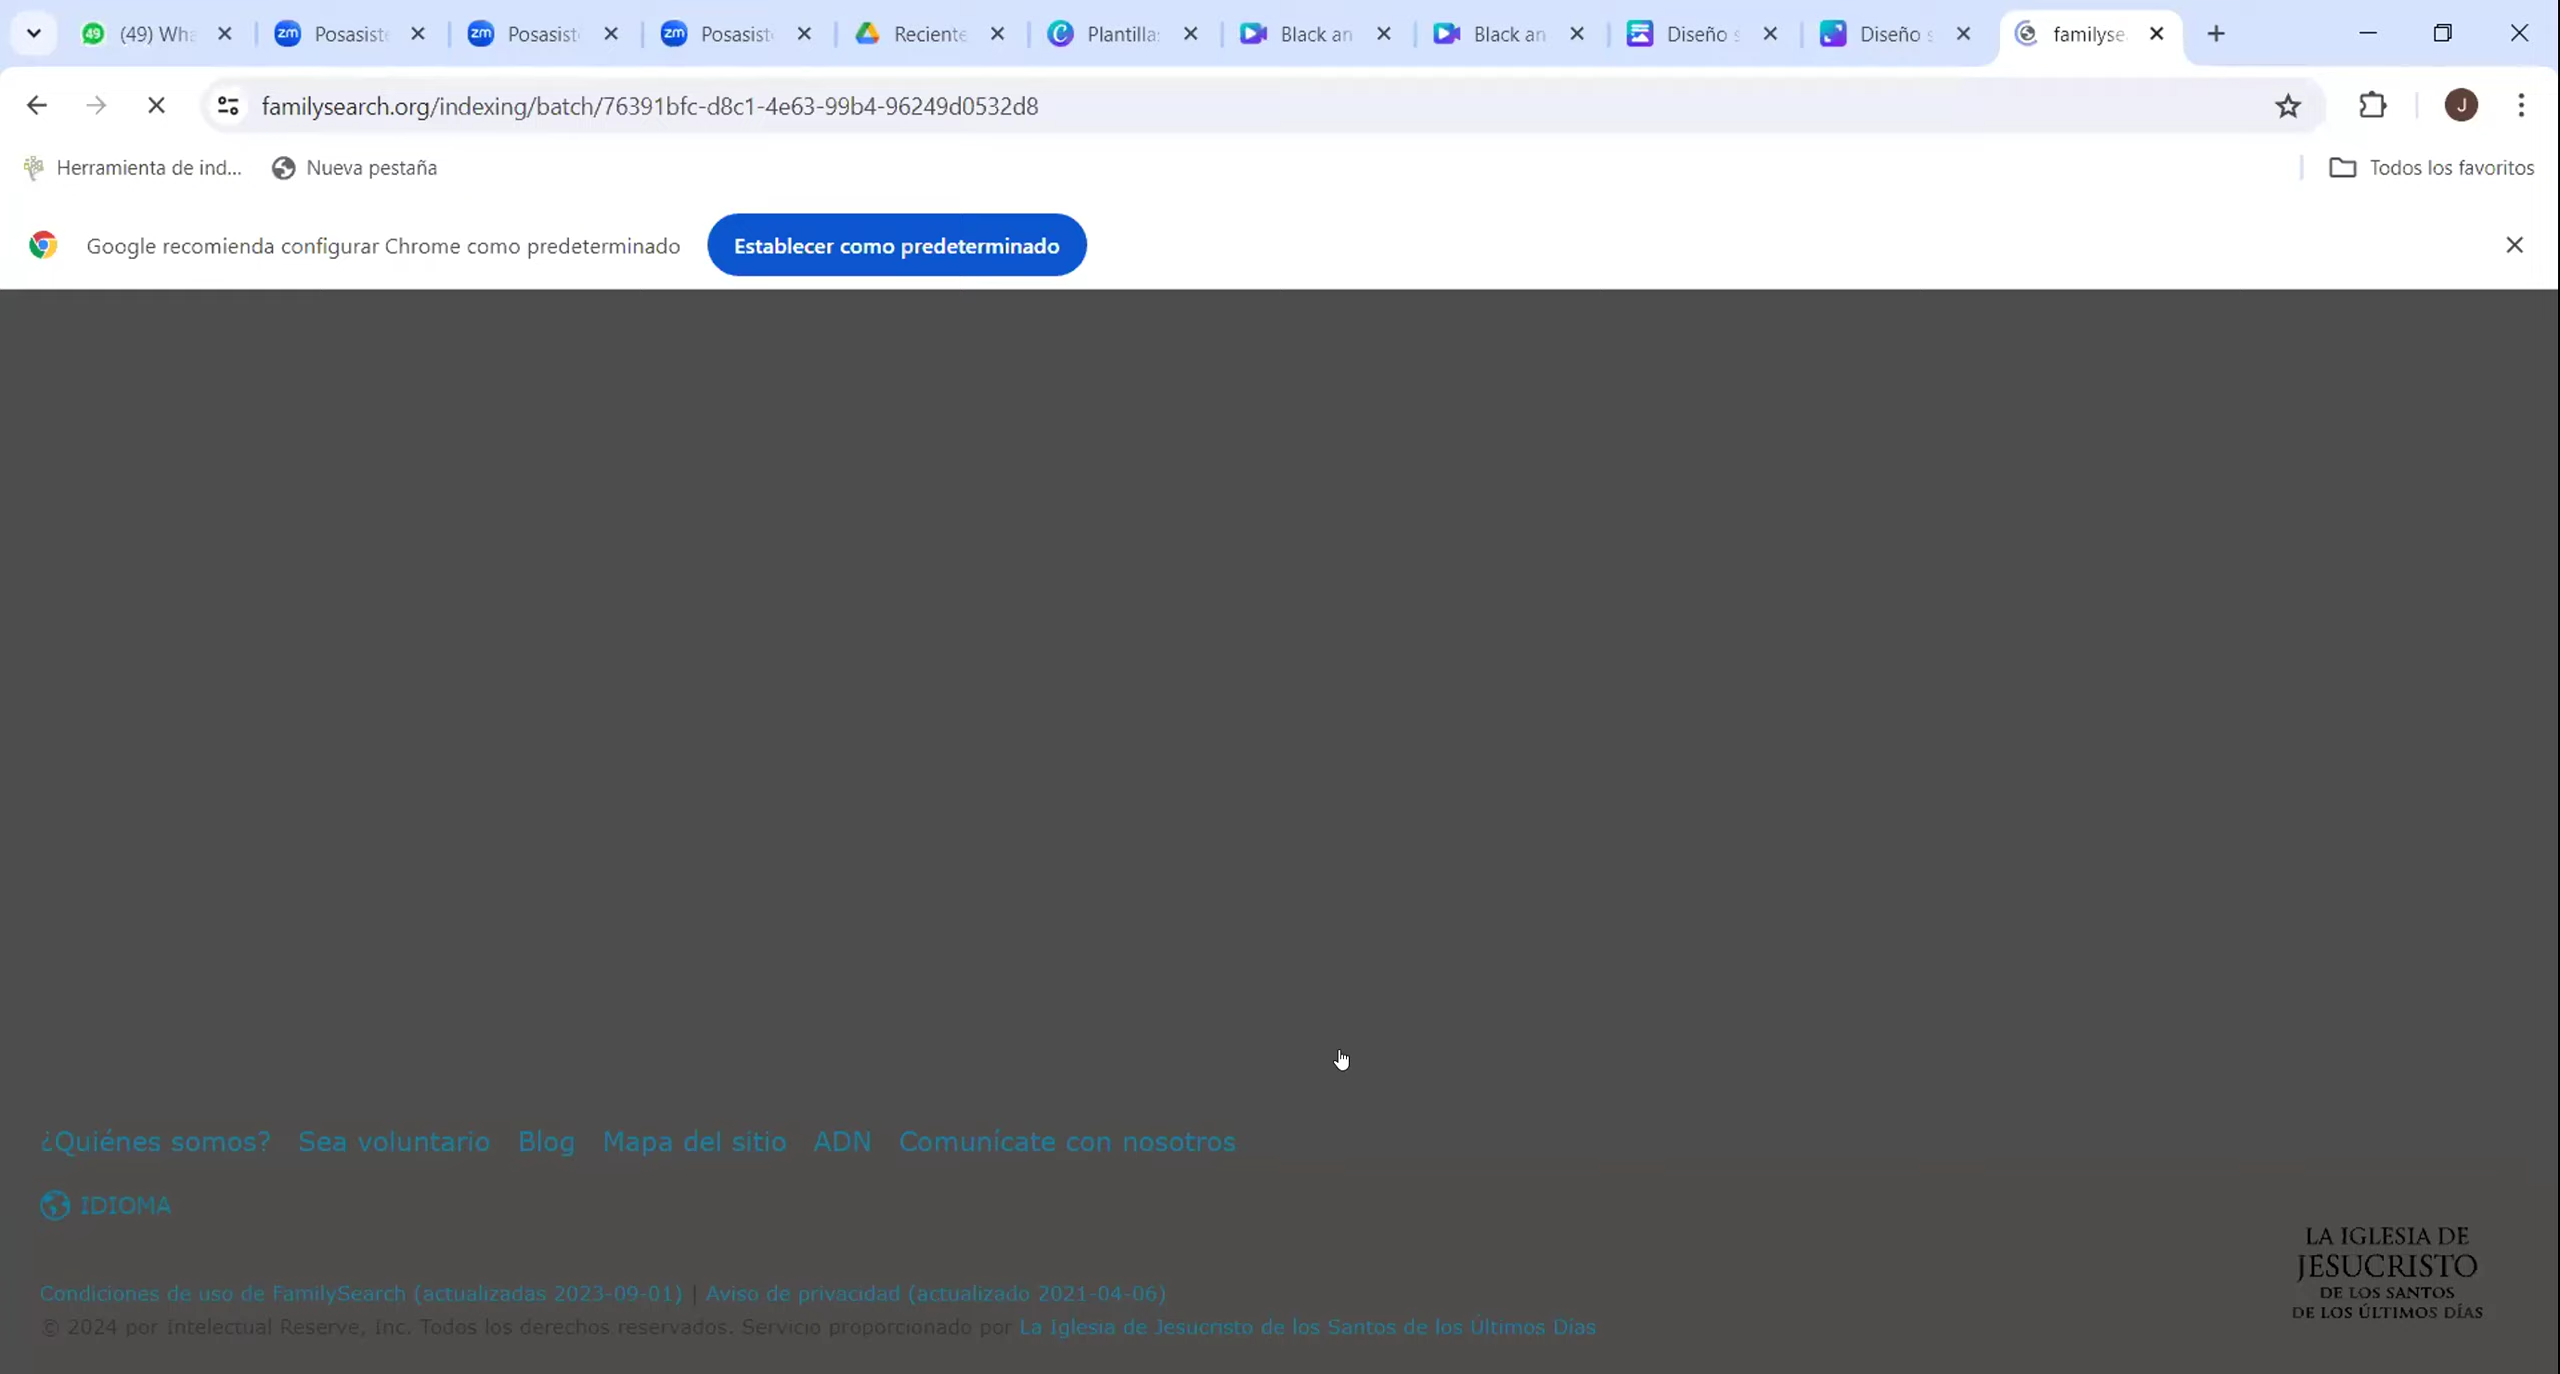 49 (49) Wha zm Posasist zm Posasist zm Posasist Reciente C Plantilla Black an Black an Diseño s Diseño s familyse
familysearch.org/indexing/batch/76391bfc-d8c1-4e63-99b4-96249d0532d8 J
Herramienta de ind... Nueva pestaña Todos los favoritos
Google recomienda configurar Chrome como predeterminado Establecer como predeterminado
¿Quiénes somos? Sea voluntario Blog Mapa del sitio ADN Comunícate con nosotros
IDIOMA
LA IGLESIA DE
JESUCRISTO
DE LOS SANTOS
DE LOS ÚLTIMOS DÍAS
Condiciones de uso de FamilySearch (actualizadas 2023-09-01) | Aviso de privacidad (actualizado 2021-04-06)
© 2024 por Intelectual Reserve, Inc. Todos los derechos reservados. Servicio proporcionado por La Iglesia de Jesucristo de los Santos de los Últimos Días